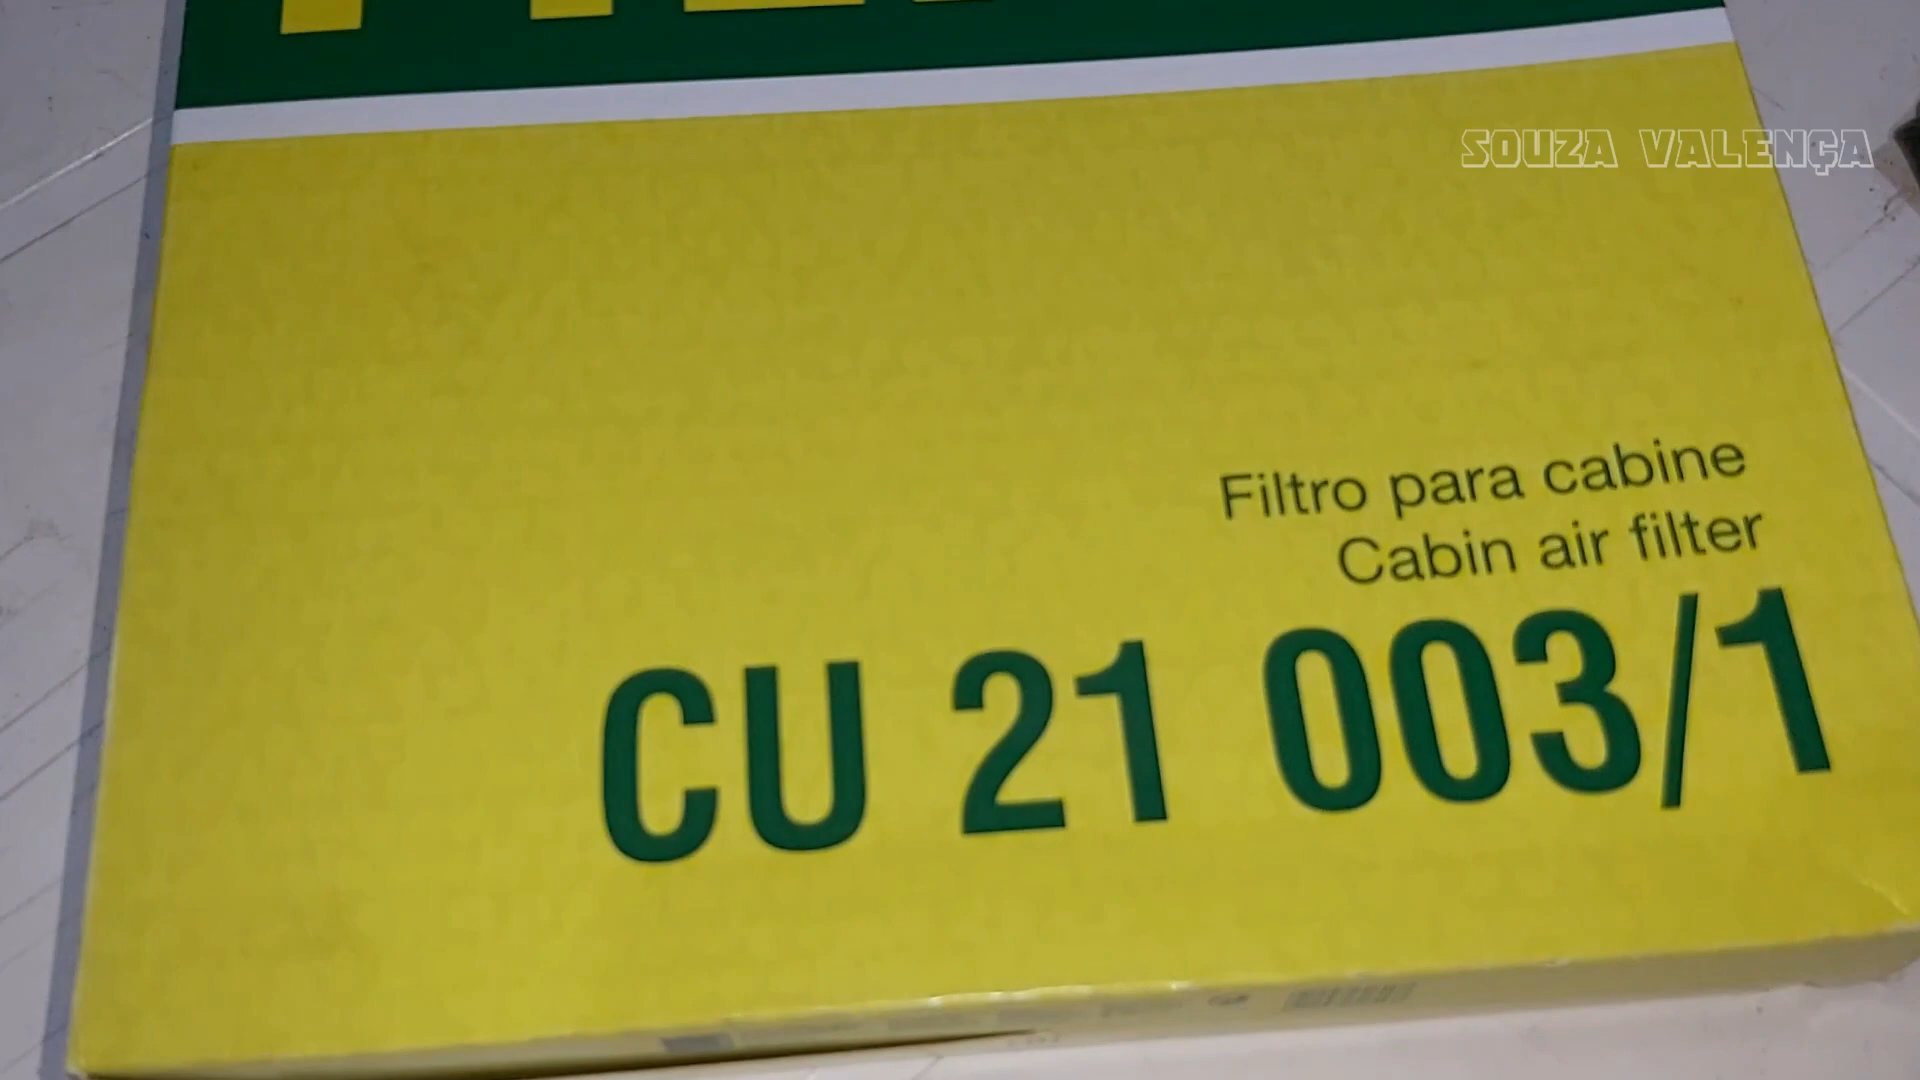 SOUZA VALENÇA
Filtro para cabine
Cabin air filter
CU 21 003/1